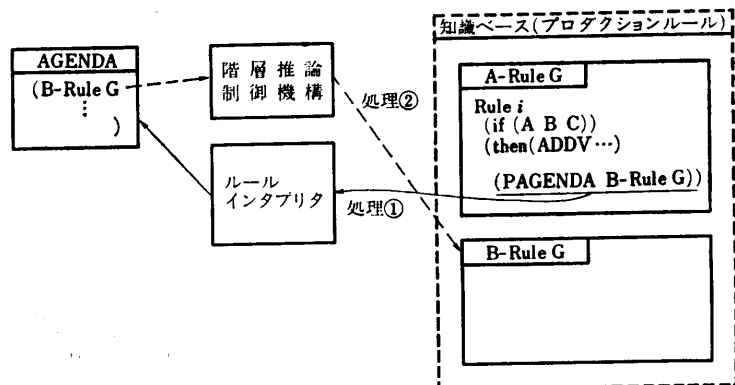 知識ベース(プロダクションルール)
AGENDA
(B-Rule G
⋮
)
階層推論
制御機構
処理②
A-Rule G
Rule i
(if (A B C))
(then(ADDV…)
(PAGENDA B-Rule G))
ルール
インタプリタ
処理①
B-Rule G